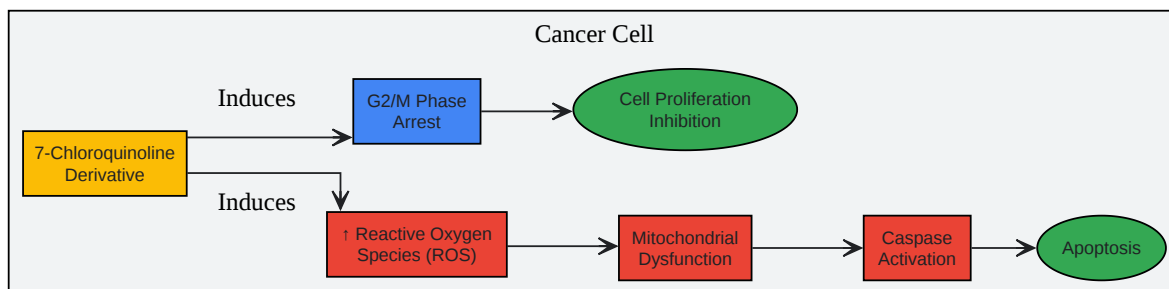 Cancer Cell
Induces
G2/M Phase
Arrest
Cell Proliferation
Inhibition
7-Chloroquinoline
Derivative
Induces
↑ Reactive Oxygen
Species (ROS)
Mitochondrial
Dysfunction
Caspase
Activation
Apoptosis